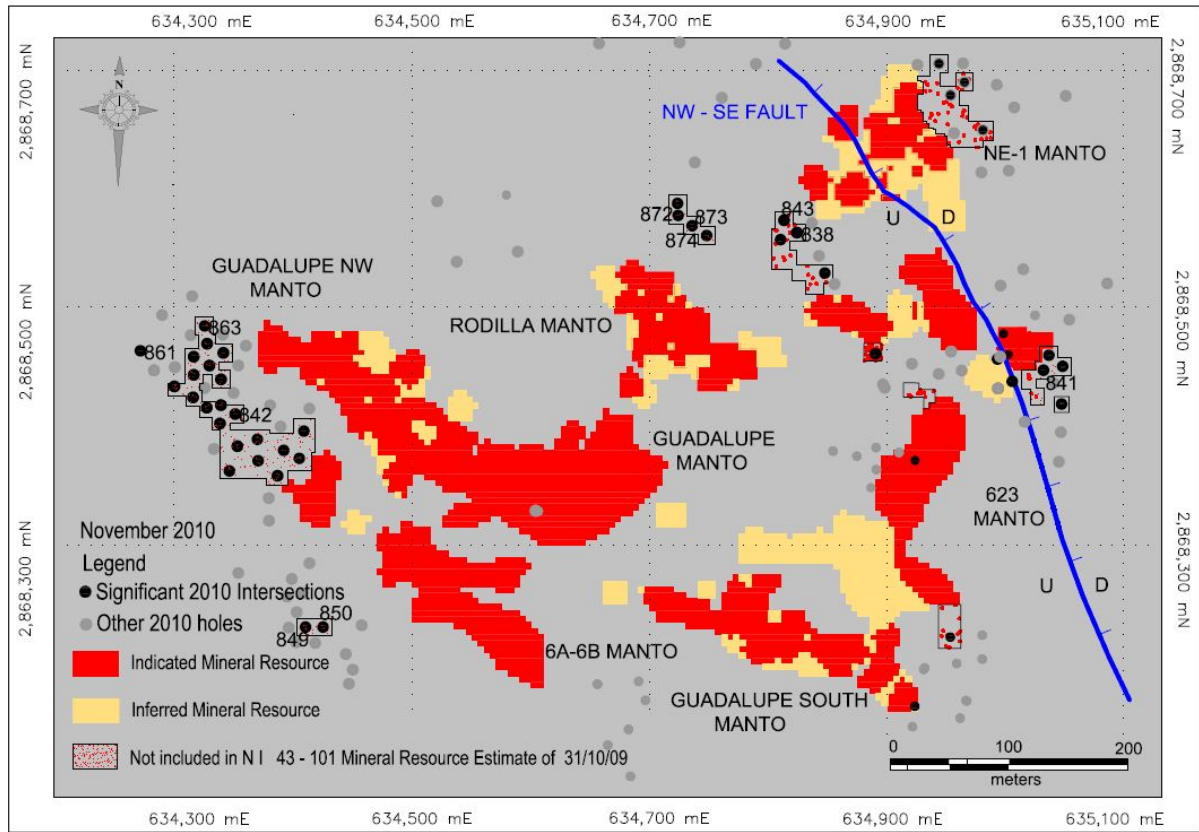 634,300 mE 634,500 mE 634,700 mE 634,900 mE 635,100 mE
2,868,700 mN
2,868,700 mN
NW - SE FAULT
NE-1 MANTO
872
873
874
843
838
U D
GUADALUPE NW
MANTO
RODILLA MANTO
863
861
2,868,500 mN
2,868,500 mN
841
842
GUADALUPE
MANTO
623
MANTO
November 2010
Legend
Significant 2010 Intersections
Other 2010 holes
Indicated Mineral Resource
Inferred Mineral Resource
Not included in N I 43 - 101 Mineral Resource Estimate of 31/10/09
2,868,300 mN
2,868,300 mN
U D
850
849
6A-6B MANTO
GUADALUPE SOUTH
MANTO
0 100 200
meters
634,300 mE 634,500 mE 634,700 mE 634,900 mE 635,100 mE